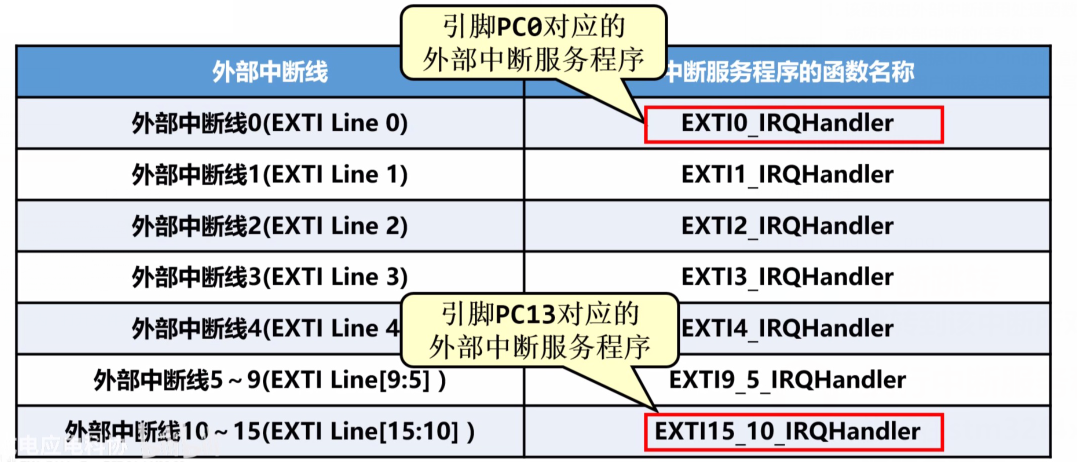 引脚PC0对应的
外部中断服务程序
外部中断线
中断服务程序的函数名称
外部中断线0(EXTI Line 0)
EXTI0_IRQHandler
外部中断线1(EXTI Line 1)
EXTI1_IRQHandler
外部中断线2(EXTI Line 2)
EXTI2_IRQHandler
外部中断线3(EXTI Line 3)
EXTI3_IRQHandler
引脚PC13对应的
外部中断服务程序
外部中断线4(EXTI Line 4
EXTI4_IRQHandler
外部中断线5～9(EXTI Line[9:5] )
EXTI9_5_IRQHandler
外部中断线10～15(EXTI Line[15:10] )
EXTI15_10_IRQHandler